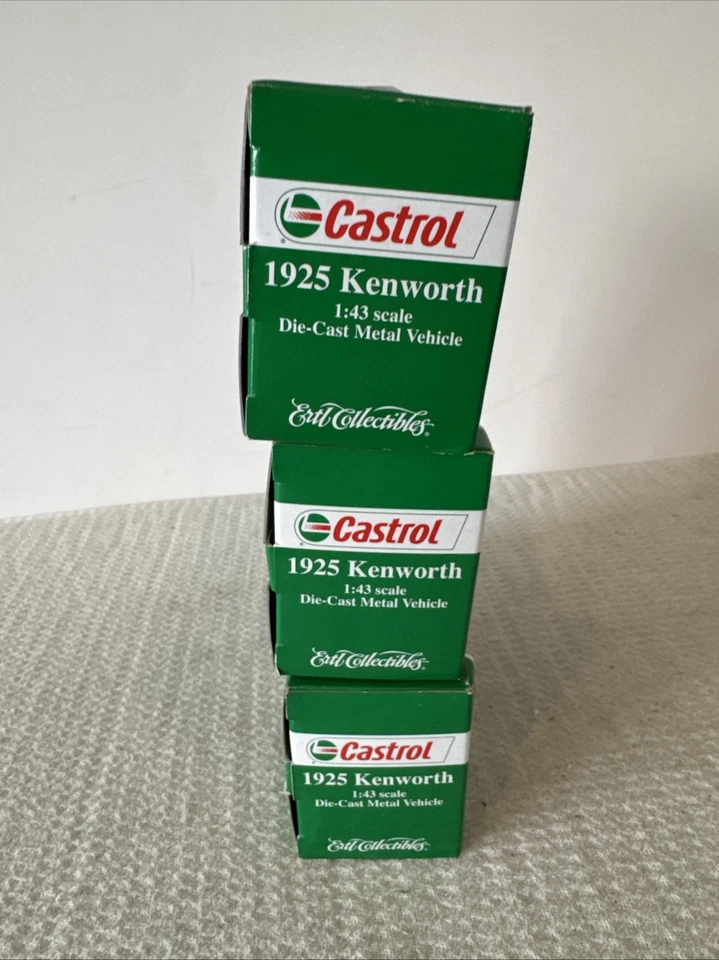 Castrol
1925 Kenworth
1:43 scale
Die-Cast Metal Vehicle
Ertl Collectibles
Castrol
1925 Kenworth
1:43 scale
Die-Cast Metal Vehicle
Ertl Collectibles
Castrol
1925 Kenworth
1:43 scale
Die-Cast Metal Vehicle
Ertl Collectibles